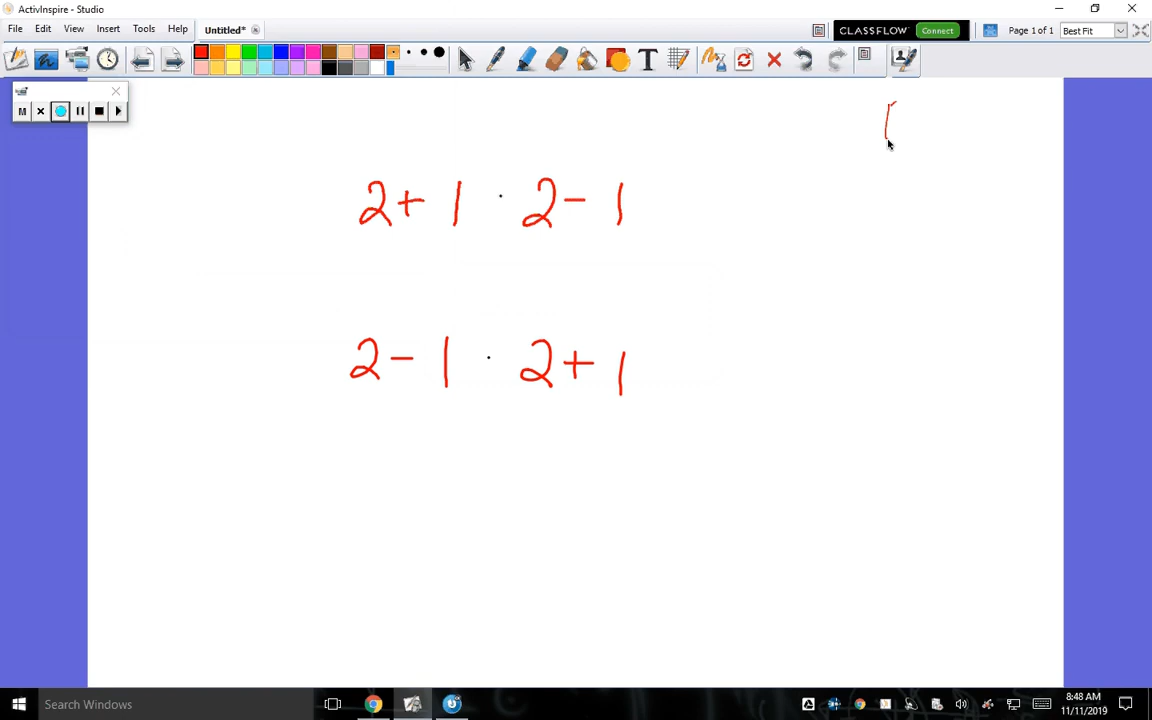 ActivInspire - Studio
File Edit View Insert Tools Help Untitled* CLASSFLOW Connect Page 1 of 1 Best Fit
M
T
2 + 1 · 2 - 1
2 - 1 · 2 + 1
Search Windows
8:48 AM
11/11/2019